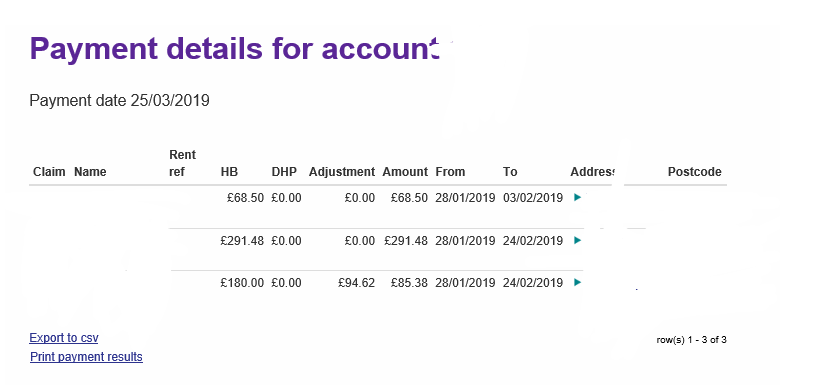 Payment details for account
Payment date 25/03/2019
Rent
Claim Name ref HB DHP Adjustment Amount From To Address Postcode
£68.50 £0.00 £0.00 £68.50 28/01/2019 03/02/2019
£291.48 £0.00 £0.00 £291.48 28/01/2019 24/02/2019
£180.00 £0.00 £94.62 £85.38 28/01/2019 24/02/2019
Export to csv row(s) 1 - 3 of 3
Print payment results